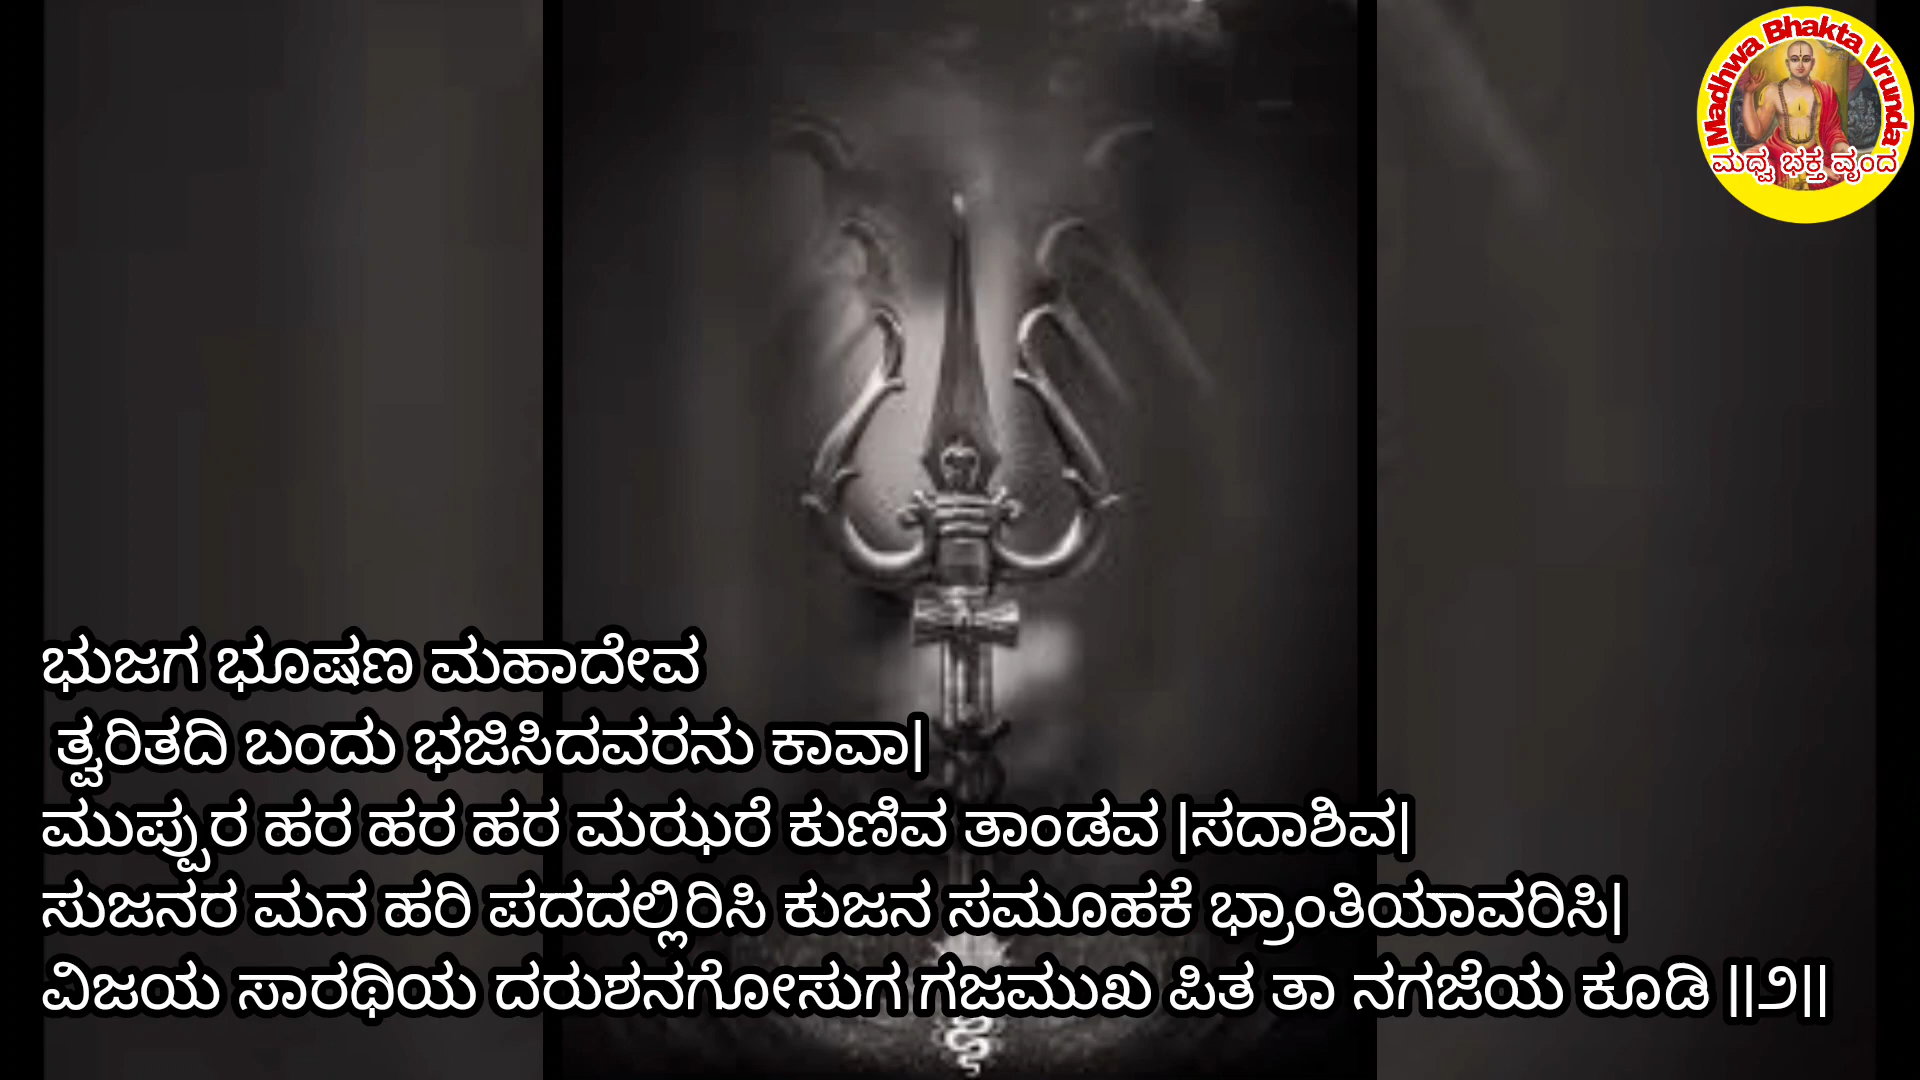 Madhwa Bhakta Vrunda
ಮಧ್ವ ಭಕ್ತ ವೃಂದ
ಭುಜಗ ಭೂಷಣ ಮಹಾದೇವ
ತ್ವರಿತದಿ ಬಂದು ಭಜಿಸಿದವರನು ಕಾವಾ|
ಮುಪ್ಪುರ ಹರ ಹರ ಹರ ಮಝರೆ ಕುಣಿವ ತಾಂಡವ |ಸದಾಶಿವ|
ಸುಜನರ ಮನ ಹರಿ ಪದದಲ್ಲಿರಿಸಿ ಕುಜನ ಸಮೂಹಕೆ ಭ್ರಾಂತಿಯಾವರಿಸಿ|
ವಿಜಯ ಸಾರಥಿಯ ದರುಶನಗೋಸುಗ ಗಜಮುಖ ಪಿತ ತಾ ನಗಜೆಯ ಕೂಡಿ ||೨||